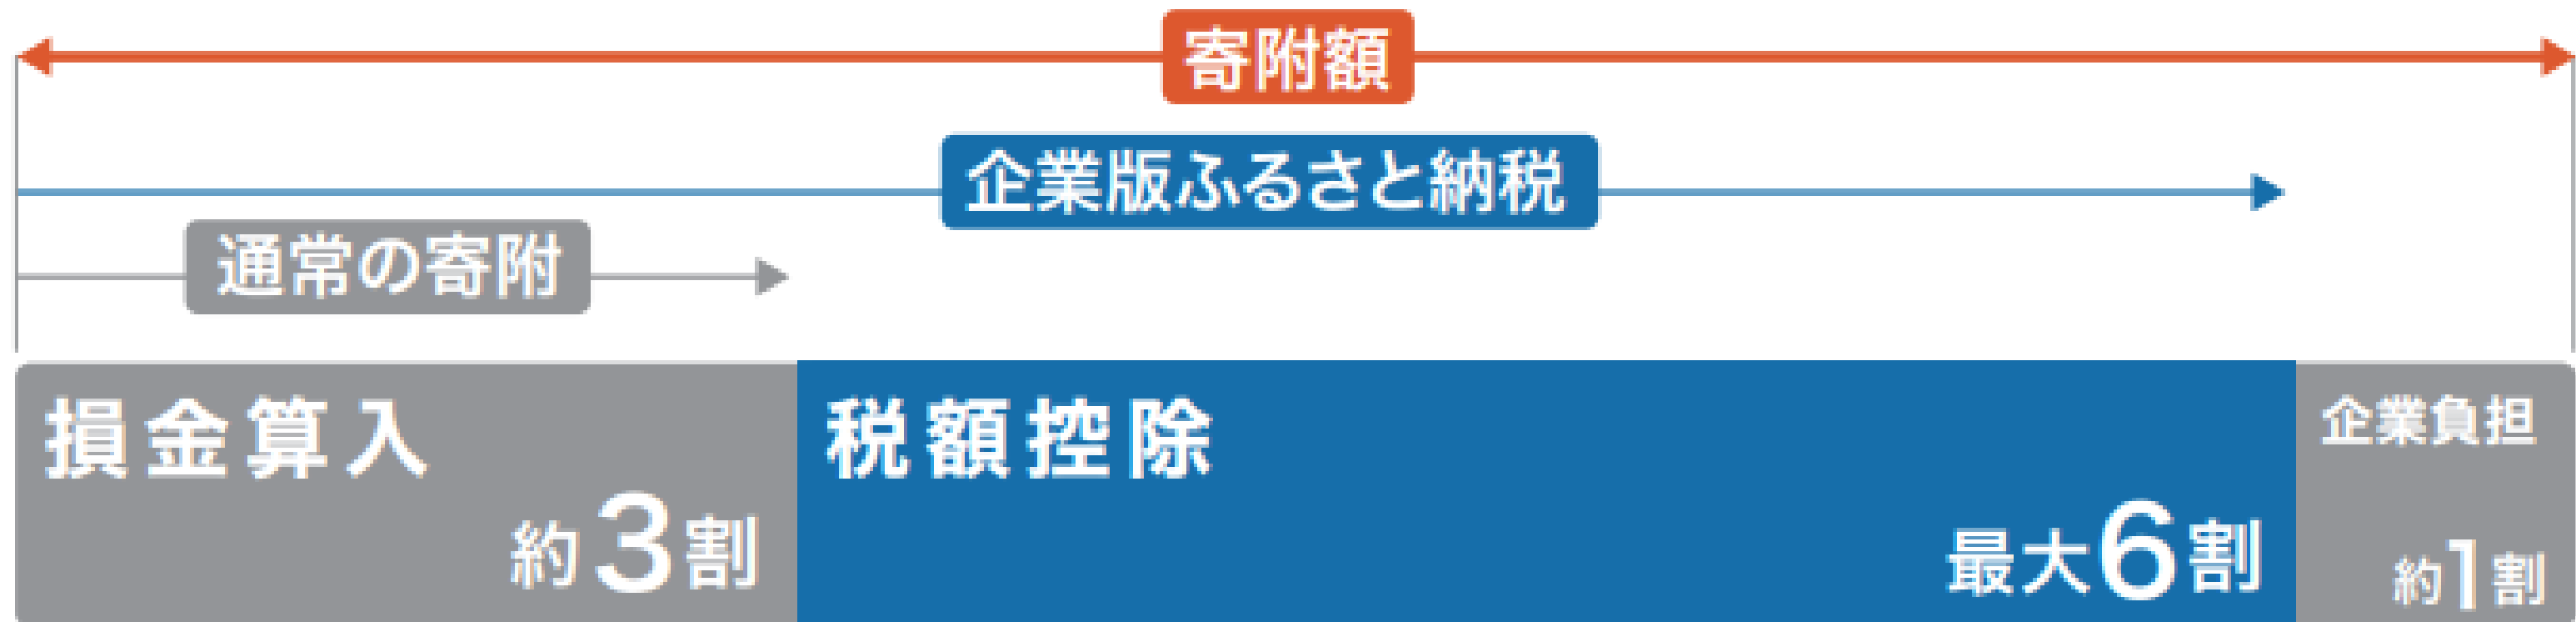 寄附額
企業版ふるさと納税
通常の寄附
損金算入
約3割
税額控除
最大6割
企業負担
約1割